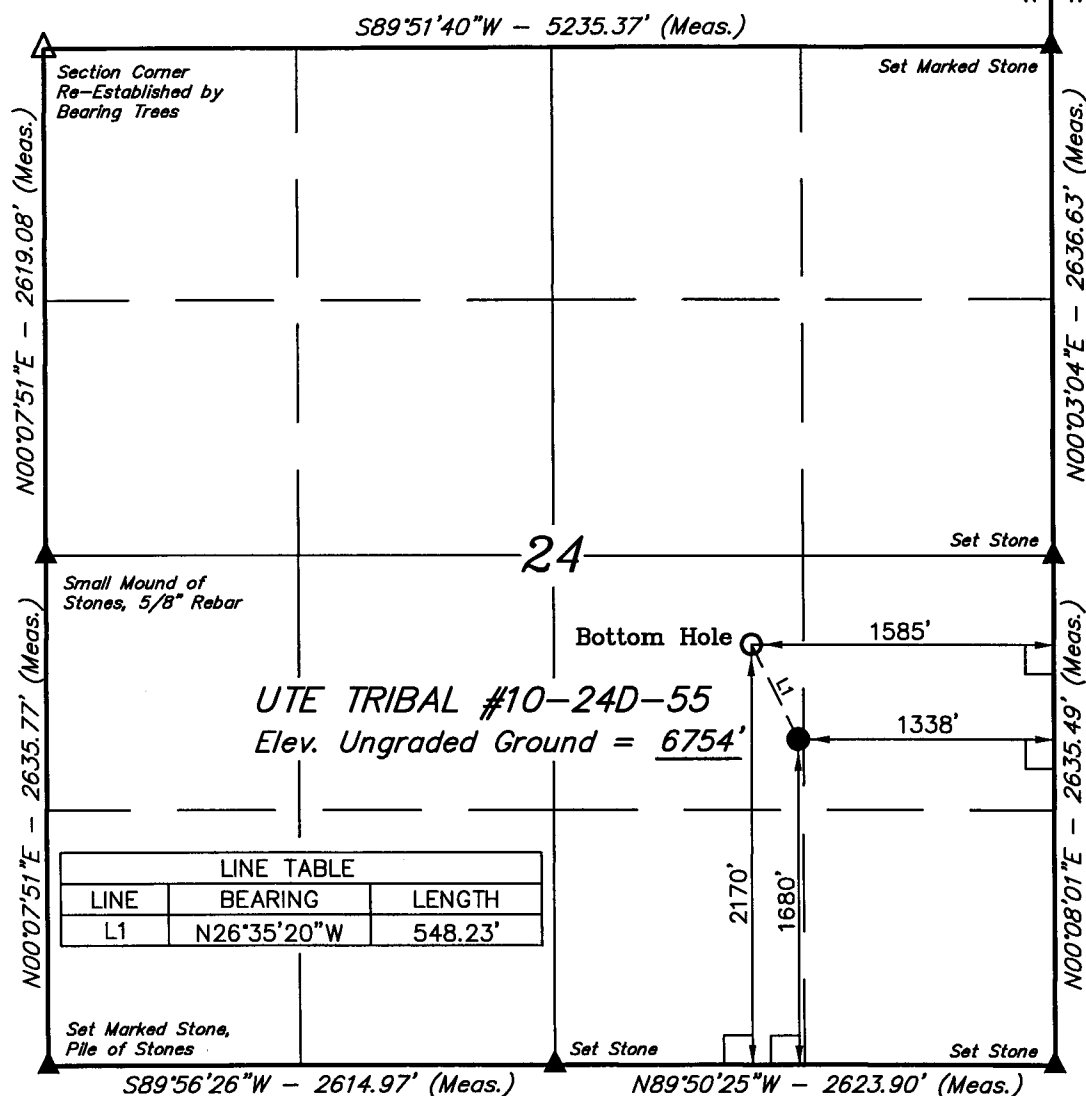 S89°51'40"W - 5235.37' (Meas.)
Section Corner
Re-Established by
Bearing Trees
Set Marked Stone
N00°07'51"E - 2619.08' (Meas.)
N00°03'04"E - 2636.63' (Meas.)
24
Set Stone
Small Mound of
Stones, 5/8" Rebar
Bottom Hole
1585'
L1
UTE TRIBAL #10-24D-55
Elev. Ungraded Ground = 6754'
1338'
N00°07'51"E - 2635.77' (Meas.)
N00°08'01"E - 2635.49' (Meas.)
2170'
1680'
LINE TABLE
LINE BEARING LENGTH
L1 N26°35'20"W 548.23'
Set Marked Stone,
Pile of Stones
Set Stone
Set Stone
S89°56'26"W - 2614.97' (Meas.)
N89°50'25"W - 2623.90' (Meas.)